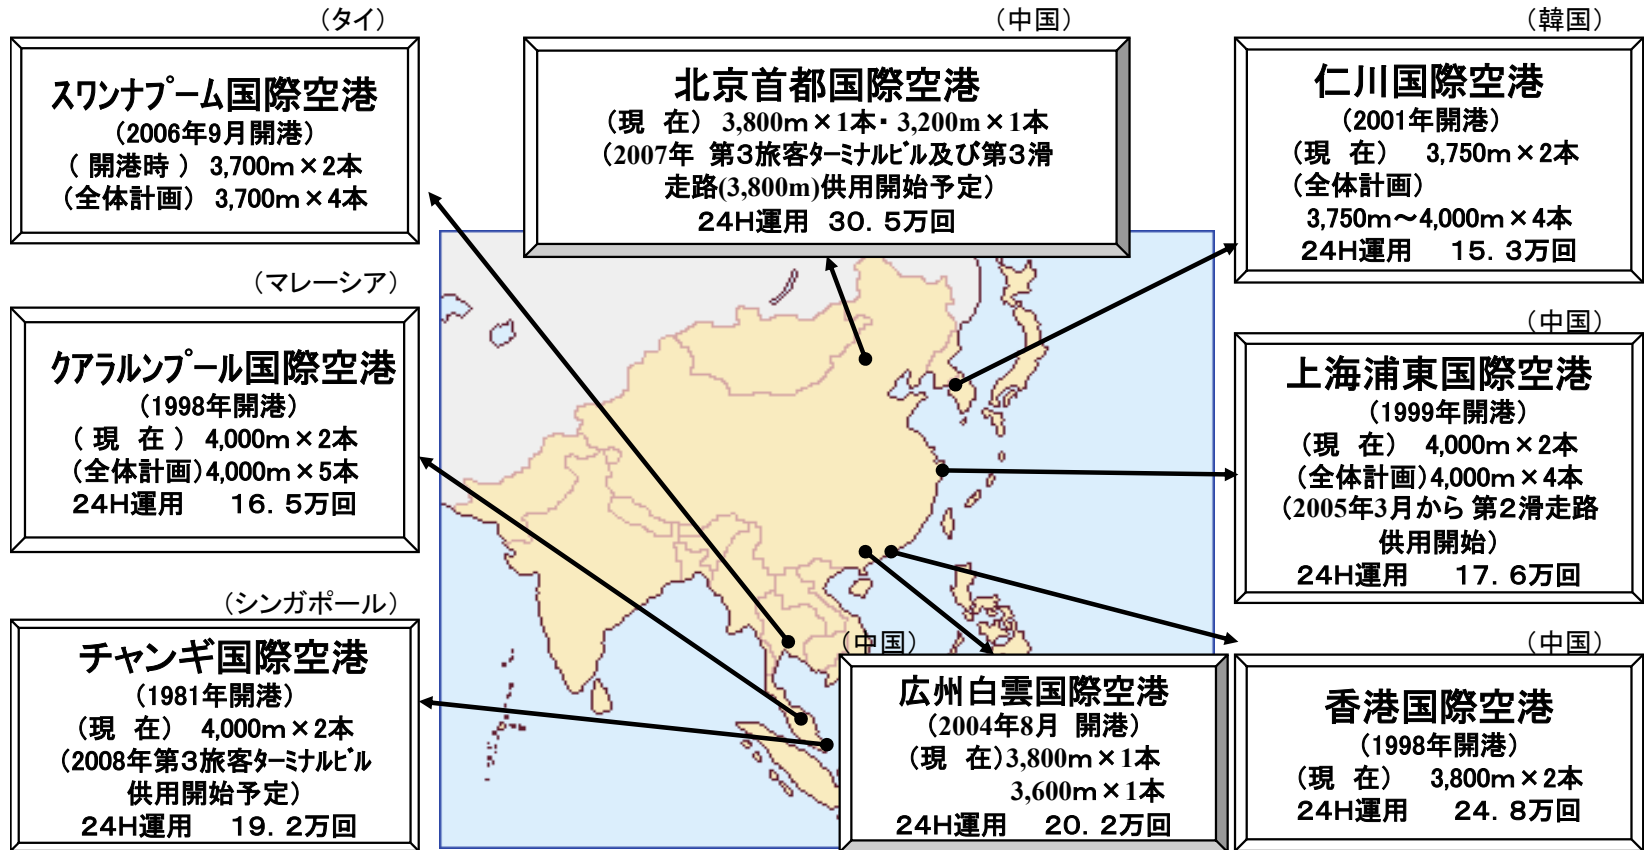 （タイ）
スワンナプーム国際空港
（2006年9月開港）
（ 開港時 ） 3,700ｍ×2本
（全体計画） 3,700ｍ×4本
（マレーシア）
クアラルンプール国際空港
（1998年開港）
（ 現　在 ） 4,000ｍ×2本
（全体計画）4,000ｍ×5本
２４Ｈ運用　　１６．５万回
（シンガポール）
チャンギ国際空港
（1981年開港）
（現　在） 4,000ｍ×2本
（2008年第３旅客ターミナルビル
供用開始予定）
２４Ｈ運用　　１９．２万回
（中国）
北京首都国際空港
（現　在） 3,800ｍ×1本・3,200m×1本
（2007年 第３旅客ターミナルビル及び第３滑
走路(3,800m)供用開始予定）
２４Ｈ運用　３０．５万回
（中国）
広州白雲国際空港
（2004年8月 開港）
（現　在）3,800ｍ×1本
3,600ｍ×1本
２４Ｈ運用　　２０．２万回
（韓国）
仁川国際空港
（2001年開港）
（現　在）　3,750ｍ×2本
（全体計画）
3,750ｍ～4,000ｍ×4本
２４Ｈ運用　　１５．３万回
（中国）
上海浦東国際空港
（1999年開港）
（現　在）　4,000ｍ×2本
（全体計画）4,000ｍ×4本
（2005年3月から 第２滑走路
供用開始）
２４Ｈ運用　　１７．６万回
（中国）
香港国際空港
（1998年開港）
（現　在）　3,800ｍ×2本
２４Ｈ運用　　２４．８万回